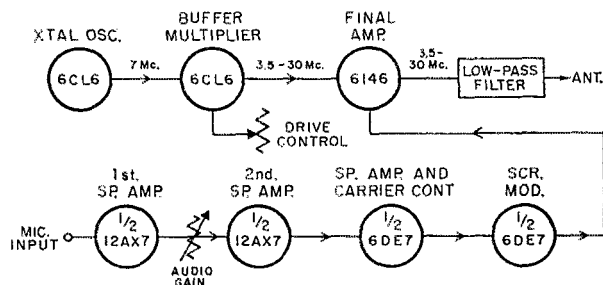 XTAL OSC.
BUFFER
MULTIPLIER
FINAL
AMP.
6CL6
7 Mc.
6CL6
3.5-30 Mc.
6146
3.5-
30 Mc.
LOW-PASS
FILTER
ANT.
DRIVE
CONTROL
1st.
SP. AMP.
2nd.
SP. AMP.
SP. AMP. AND
CARRIER CONT
SCR.
MOD.
MIC.
INPUT
1/2
12AX7
AUDIO
GAIN
1/2
12AX7
1/2
6DE7
1/2
6DE7